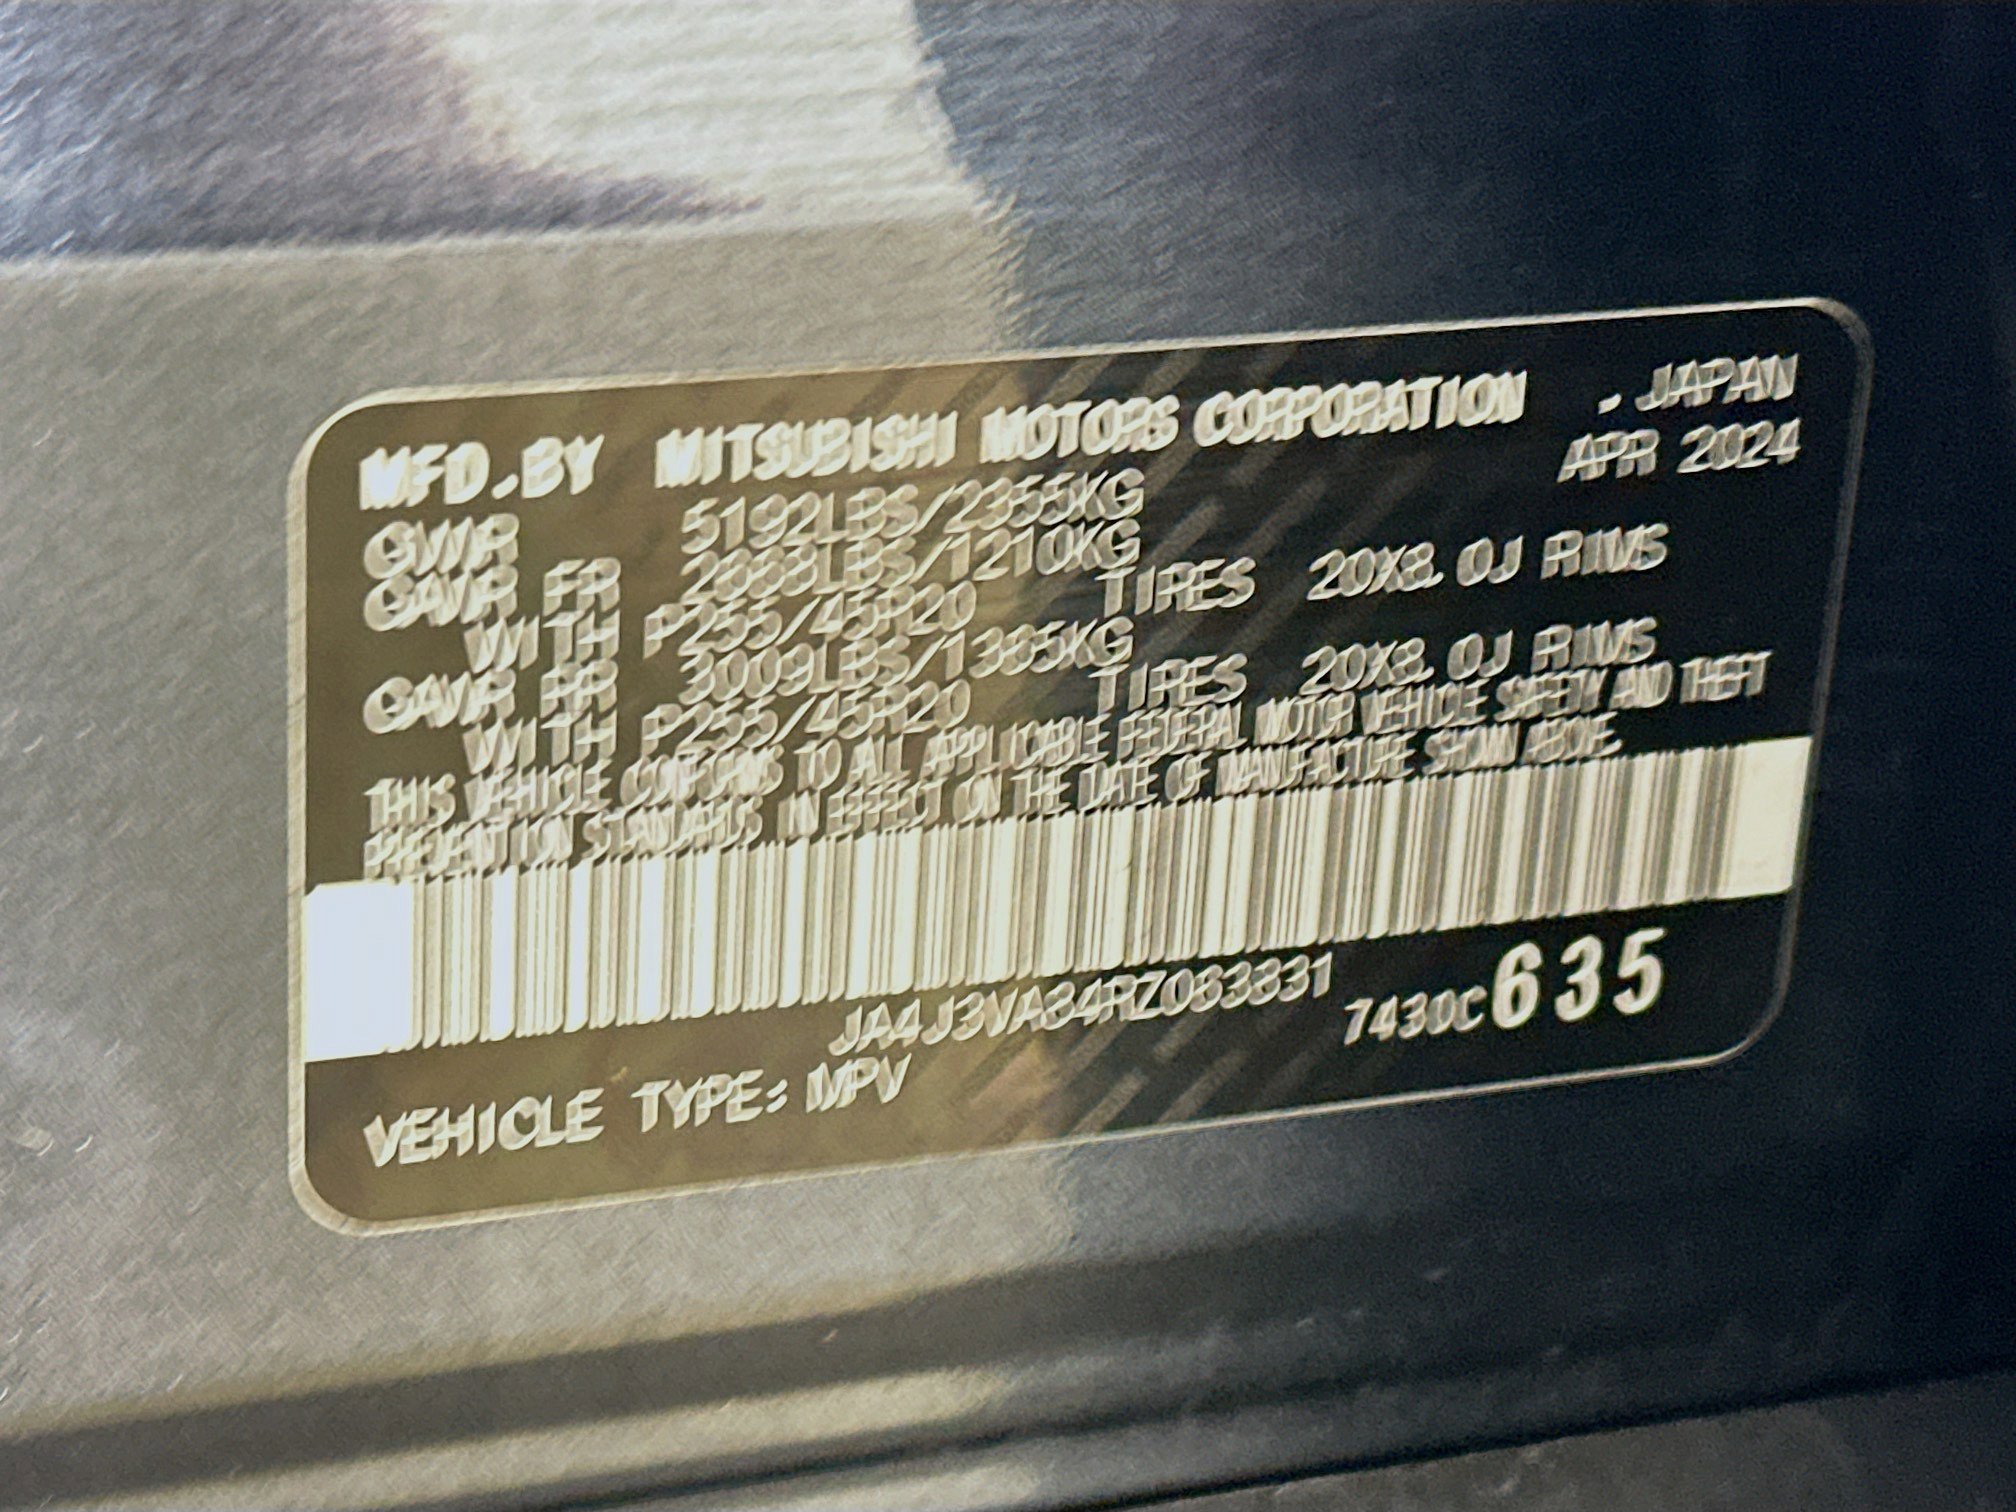 MFD.BY MITSUBISHI MOTORS CORPORATION .JAPAN
GVWR 5192LBS/2355KG APR 2024
GAWR FR 2668LBS/1210KG
WITH P255/45R20 TIRES 20X8.0J RIMS
GAWR RR 3009LBS/1365KG
WITH P255/45R20 TIRES 20X8.0J RIMS
THIS VEHICLE CONFORMS TO ALL APPLICABLE FEDERAL MOTOR VEHICLE SAFETY AND THEFT
PREVENTION STANDARDS IN EFFECT ON THE DATE OF MANUFACTURE SHOWN ABOVE.
JA4J3VA84RZ063831 7430C635
VEHICLE TYPE: MPV